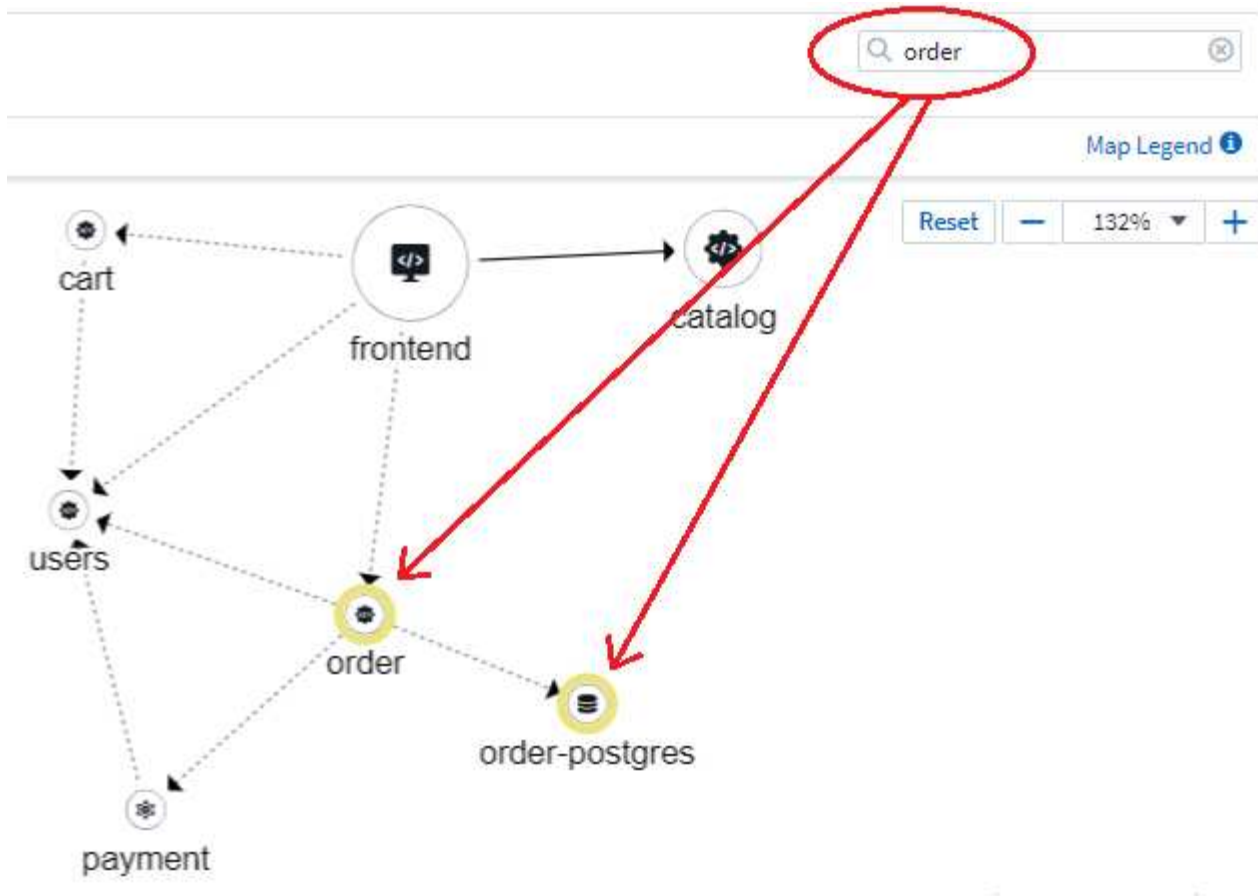 order
Map Legend
Reset
132%
cart
frontend
catalog
users
order
order-postgres
payment